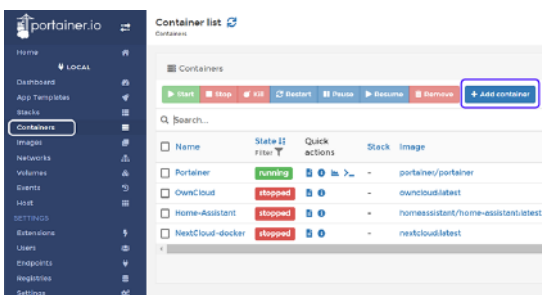 portainer.io
Container list
Containers
Home
LOCAL
Dashboard
App Templates
Stacks
Containers
Images
Networks
Volumes
Events
Host
SETTINGS
Extensions
Users
Endpoints
Registries
Settings
Containers
Start Stop Kill Restart Pause Resume Remove + Add container
Search...
Name State Filter Quick actions Stack Image
Portainer running - portainer/portainer
OwnCloud stopped - owncloud:latest
Home-Assistant stopped - homeassistant/home-assistant:latest
NextCloud-docker stopped - nextcloud:latest